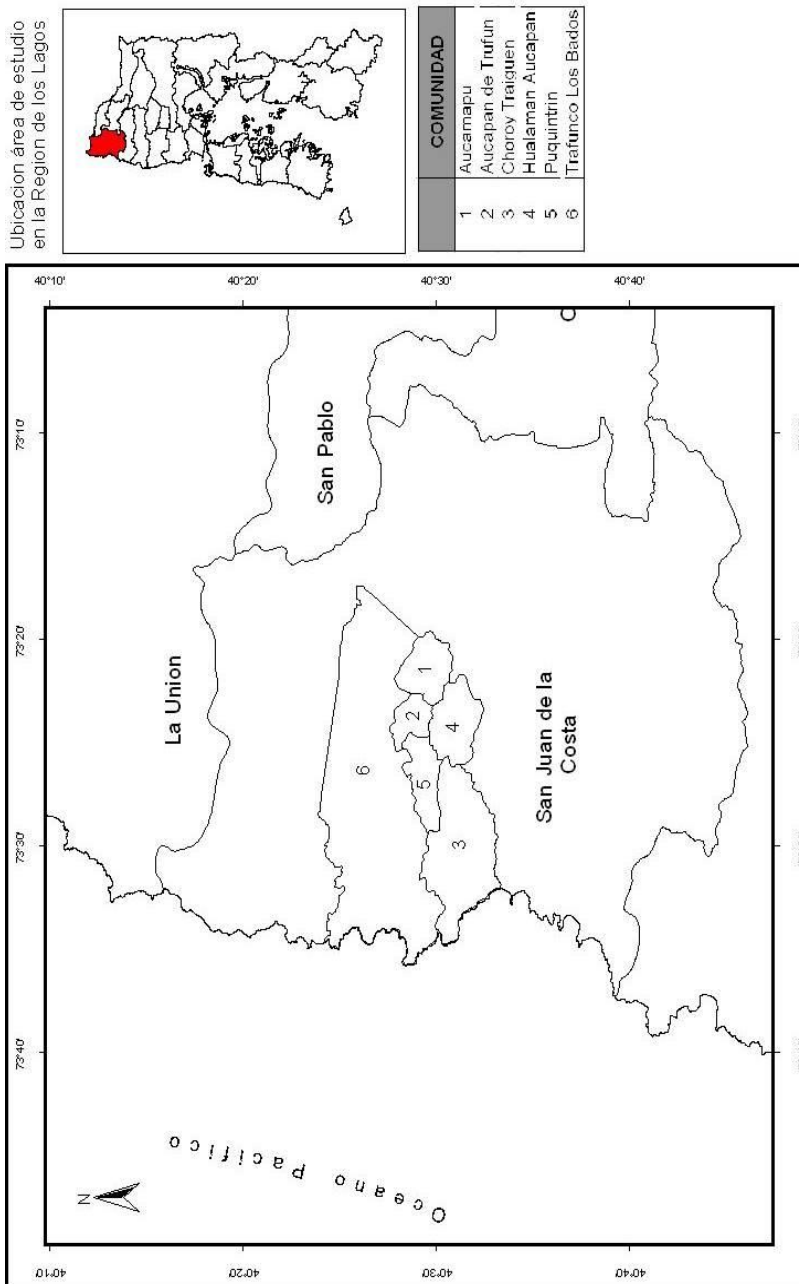 Ubicacion área de estudio
en la Region de los Lagos
COMUNIDAD
1 Aucamapu
2 Aucapan de Trufun
3 Choroy Traiguen
4 Hualaman Aucapan
5 Puquintrin
6 Trafunco Los Bados
73°40'
73°30'
73°20'
73°10'
40°10'
40°10'
40°20'
40°20'
40°30'
40°30'
40°40'
40°40'
N
Oceano Pacifico
La Union
San Pablo
San Juan de la
Costa
1
2
3
4
5
6